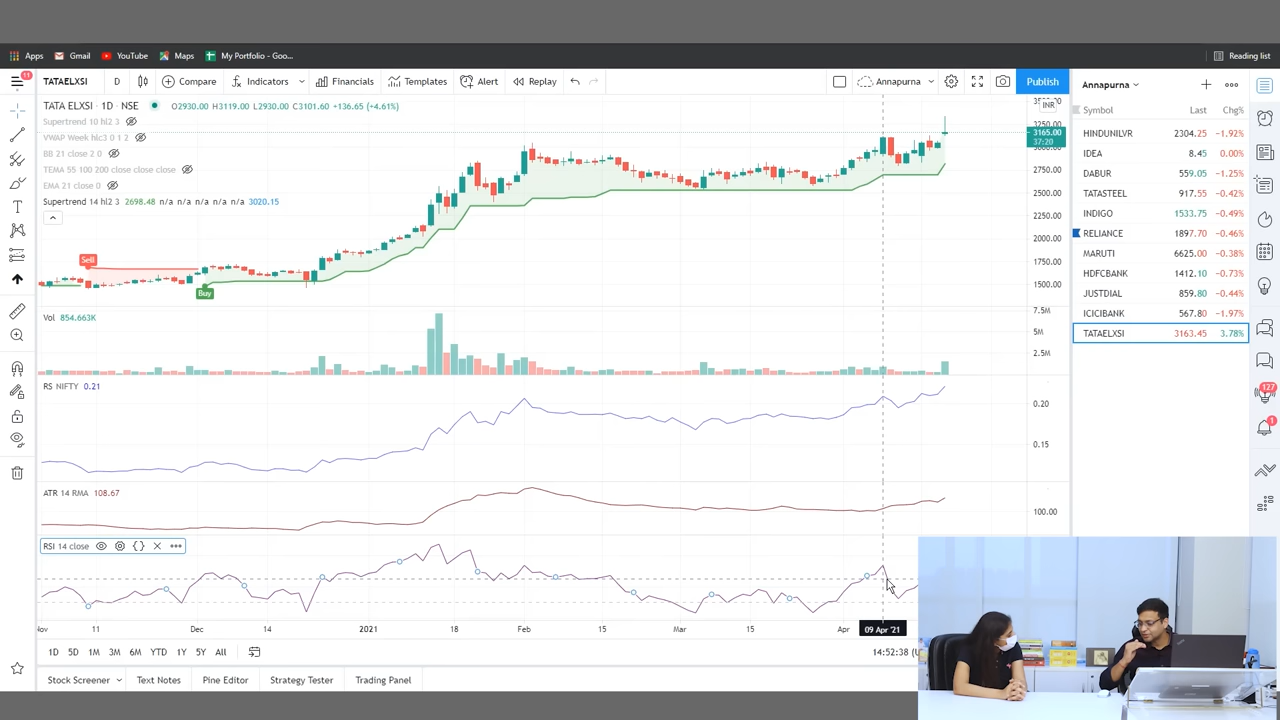 Apps Gmail YouTube Maps My Portfolio - Goo... Reading list
11
TATAELXSI D Compare Indicators Financials Templates Alert Replay Annapurna Publish
Annapurna
TATA ELXSI · 1D · NSE O2930.00 H3119.00 L2930.00 C3101.60 +136.65 (+4.61%)
INR
Supertrend 10 hl2 3
VWAP Week hlc3 0 1 2
BB 21 close 2 0
TEMA 55 100 200 close close close
EMA 21 close 0
Supertrend 14 hl2 3 2698.48 n/a n/a n/a n/a n/a 3020.15
Sell
Buy
3250.00
3165.00
37:20
2750.00
2500.00
2250.00
2000.00
1750.00
1500.00
Vol 854.663K
7.5M
5M
2.5M
RS NIFTY 0.21
0.20
0.15
ATR 14 RMA 108.67
100.00
RSI 14 close
Nov 11 Dec 14 2021 18 Feb 15 Mar 15 Apr 09 Apr '21
1D 5D 1M 3M 6M YTD 1Y 5Y All
14:52:38 (U
Stock Screener Text Notes Pine Editor Strategy Tester Trading Panel
Symbol Last Chg%
HINDUNILVR 2304.25 −1.92%
IDEA 8.45 0.00%
DABUR 559.05 −1.25%
TATASTEEL 917.55 −0.42%
INDIGO 1533.75 −0.49%
RELIANCE 1897.70 −0.46%
MARUTI 6625.00 −0.38%
HDFCBANK 1412.10 −0.73%
JUSTDIAL 859.80 −0.44%
ICICIBANK 567.80 −1.97%
TATAELXSI 3163.45 3.78%
127
1